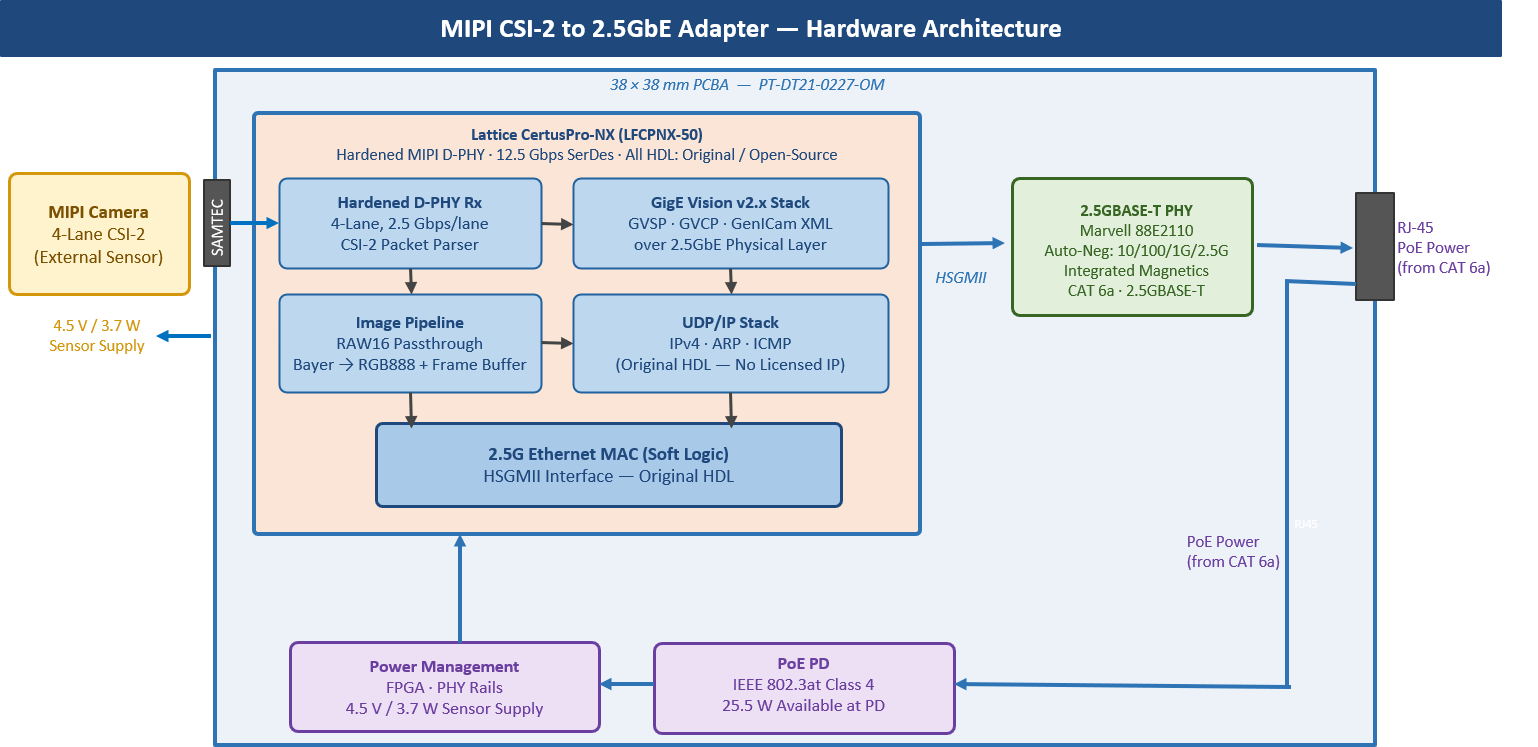 MIPI CSI-2 to 2.5GbE Adapter — Hardware Architecture
38 × 38 mm PCBA — PT-DT21-0227-OM
Lattice CertusPro-NX (LFCPNX-50)
Hardened MIPI D-PHY · 12.5 Gbps SerDes · All HDL: Original / Open-Source
MIPI Camera
4-Lane CSI-2
(External Sensor)
SAMTEC
4.5 V / 3.7 W
Sensor Supply
Hardened D-PHY Rx
4-Lane, 2.5 Gbps/lane
CSI-2 Packet Parser
GigE Vision v2.x Stack
GVSP · GVCP · GenICam XML
over 2.5GbE Physical Layer
Image Pipeline
RAW16 Passthrough
Bayer → RGB888 + Frame Buffer
UDP/IP Stack
IPv4 · ARP · ICMP
(Original HDL — No Licensed IP)
2.5G Ethernet MAC (Soft Logic)
HSGMII Interface — Original HDL
HSGMII
2.5GBASE-T PHY
Marvell 88E2110
Auto-Neg: 10/100/1G/2.5G
Integrated Magnetics
CAT 6a · 2.5GBASE-T
RJ-45
PoE Power
(from CAT 6a)
RJ45
PoE Power
(from CAT 6a)
Power Management
FPGA · PHY Rails
4.5 V / 3.7 W Sensor Supply
PoE PD
IEEE 802.3at Class 4
25.5 W Available at PD